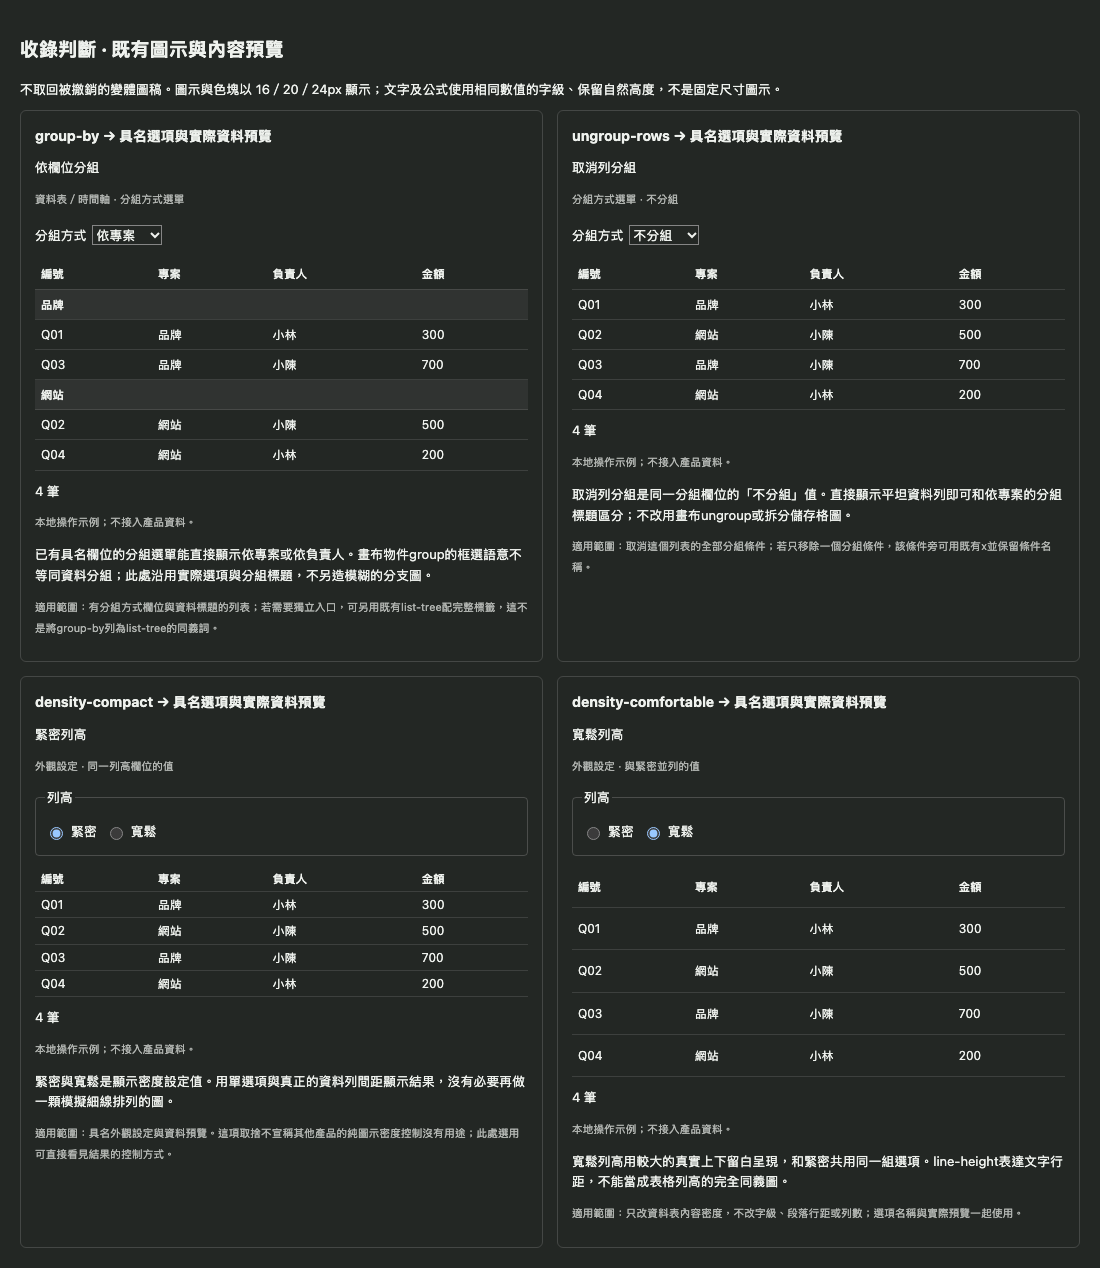 收錄判斷 · 既有圖示與內容預覽
不取回被撤銷的變體圖稿。圖示與色塊以 16 / 20 / 24px 顯示；文字及公式使用相同數值的字級、保留自然高度，不是固定尺寸圖示。
group-by → 具名選項與實際資料預覽
依欄位分組
資料表 / 時間軸 · 分組方式選單
分組方式 依專案
編號 專案 負責人 金額
品牌
Q01 品牌 小林 300
Q03 品牌 小陳 700
網站
Q02 網站 小陳 500
Q04 網站 小林 200
4 筆
本地操作示例；不接入產品資料。
已有具名欄位的分組選單能直接顯示依專案或依負責人。畫布物件group的框選語意不
等同資料分組；此處沿用實際選項與分組標題，不另造模糊的分支圖。
適用範圍：有分組方式欄位與資料標題的列表；若需要獨立入口，可另用既有list-tree配完整標籤，這不
是將group-by列為list-tree的同義詞。
ungroup-rows → 具名選項與實際資料預覽
取消列分組
分組方式選單 · 不分組
分組方式 不分組
編號 專案 負責人 金額
Q01 品牌 小林 300
Q02 網站 小陳 500
Q03 品牌 小陳 700
Q04 網站 小林 200
4 筆
本地操作示例；不接入產品資料。
取消列分組是同一分組欄位的「不分組」值。直接顯示平坦資料列即可和依專案的分組
標題區分；不改用畫布ungroup或拆分儲存格圖。
適用範圍：取消這個列表的全部分組條件；若只移除一個分組條件，該條件旁可用既有x並保留條件名
稱。
density-compact → 具名選項與實際資料預覽
緊密列高
外觀設定 · 同一列高欄位的值
列高
緊密 寬鬆
編號 專案 負責人 金額
Q01 品牌 小林 300
Q02 網站 小陳 500
Q03 品牌 小陳 700
Q04 網站 小林 200
4 筆
本地操作示例；不接入產品資料。
緊密與寬鬆是顯示密度設定值。用單選項與真正的資料列間距顯示結果，沒有必要再做
一顆模擬細線排列的圖。
適用範圍：具名外觀設定與資料預覽。這項取捨不宣稱其他產品的純圖示密度控制沒有用途；此處選用
可直接看見結果的控制方式。
density-comfortable → 具名選項與實際資料預覽
寬鬆列高
外觀設定 · 與緊密並列的值
列高
緊密 寬鬆
編號 專案 負責人 金額
Q01 品牌 小林 300
Q02 網站 小陳 500
Q03 品牌 小陳 700
Q04 網站 小林 200
4 筆
本地操作示例；不接入產品資料。
寬鬆列高用較大的真實上下留白呈現，和緊密共用同一組選項。line-height表達文字行
距，不能當成表格列高的完全同義圖。
適用範圍：只改資料表內容密度，不改字級、段落行距或列數；選項名稱與實際預覽一起使用。